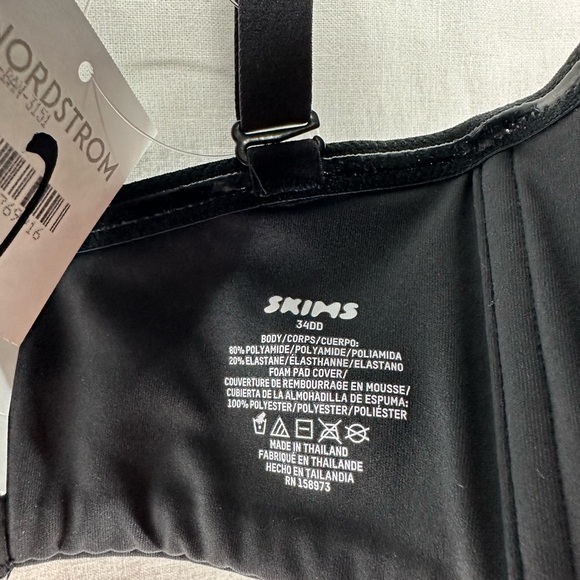 NORDSTROM
SKIMS
34DD
BODY/CORPS/CUERPO:
80% POLYAMIDE/POLYAMIDE/POLIAMIDA
20% ELASTANE/ÉLASTHANNE/ELASTANO
FOAM PAD COVER/
COUVERTURE DE REMBOURRAGE EN MOUSSE/
CUBIERTA DE LA ALMOHADILLA DE ESPUMA:
100% POLYESTER/POLYESTER/POLIÉSTER
MADE IN THAILAND
FABRIQUÉ EN THAILANDE
HECHO EN TAILANDIA
RN 158973